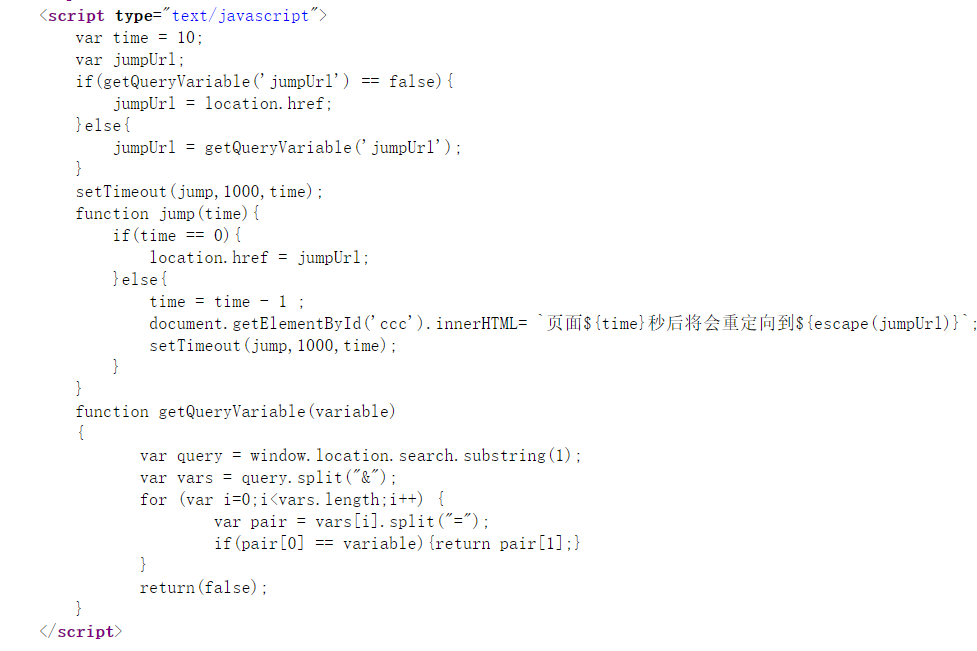 <script type="text/javascript">
    var time = 10;
    var jumpUrl;
    if(getQueryVariable('jumpUrl') == false){
        jumpUrl = location.href;
    }else{
        jumpUrl = getQueryVariable('jumpUrl');
    }
    setTimeout(jump,1000,time);
    function jump(time){
        if(time == 0){
            location.href = jumpUrl;
        }else{
            time = time - 1 ;
            document.getElementById('ccc').innerHTML= `页面${time}秒后将会重定向到${escape(jumpUrl)}`;
            setTimeout(jump,1000,time);
        }
    }
    function getQueryVariable(variable)
    {
           var query = window.location.search.substring(1);
           var vars = query.split("&");
           for (var i=0;i<vars.length;i++) {
                   var pair = vars[i].split("=");
                   if(pair[0] == variable){return pair[1];}
           }
           return(false);
    }
</script>